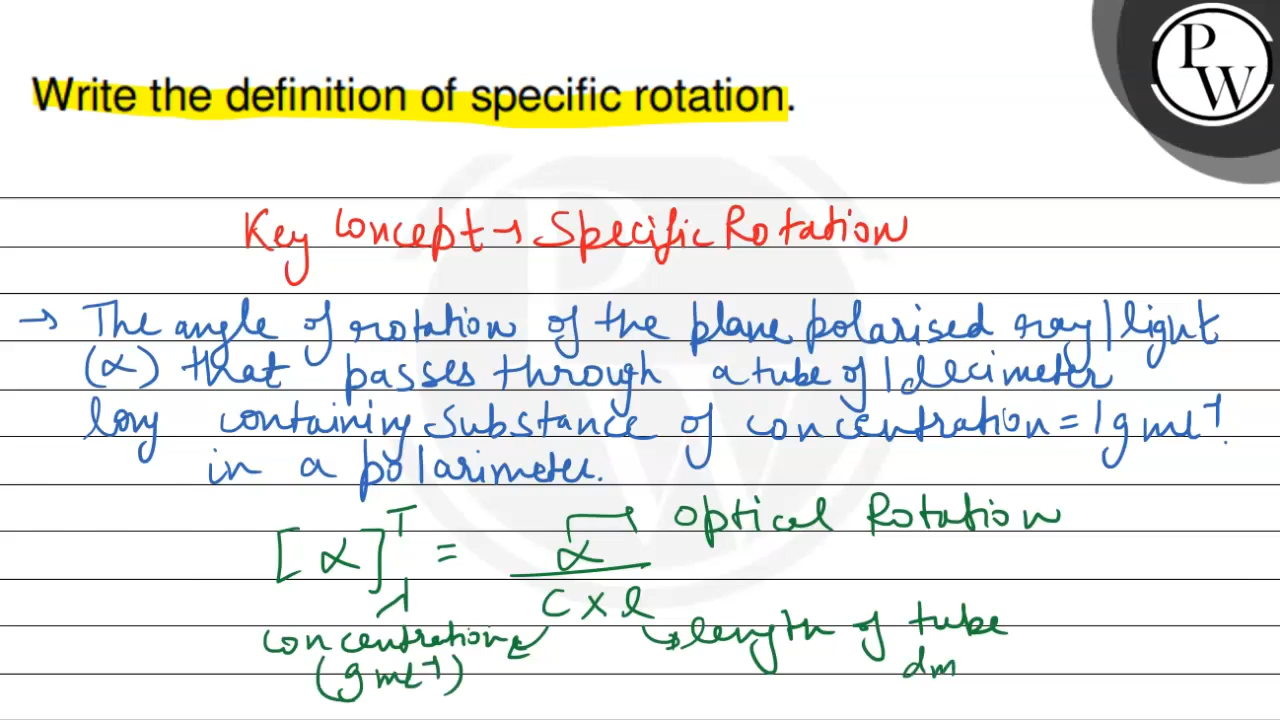 PW
Write the definition of specific rotation.
Key Concept → Specific Rotation
→ The angle of rotation of the plane polarised ray/light
(α) that passes through a tube of 1 decimeter
long containing substance of concentration = 1 g mL⁻¹.
in a polarimeter.
[α]ᵀ_λ = α / (C × l) → Optical Rotation
concentration (g mL⁻¹)
length of tube
dm